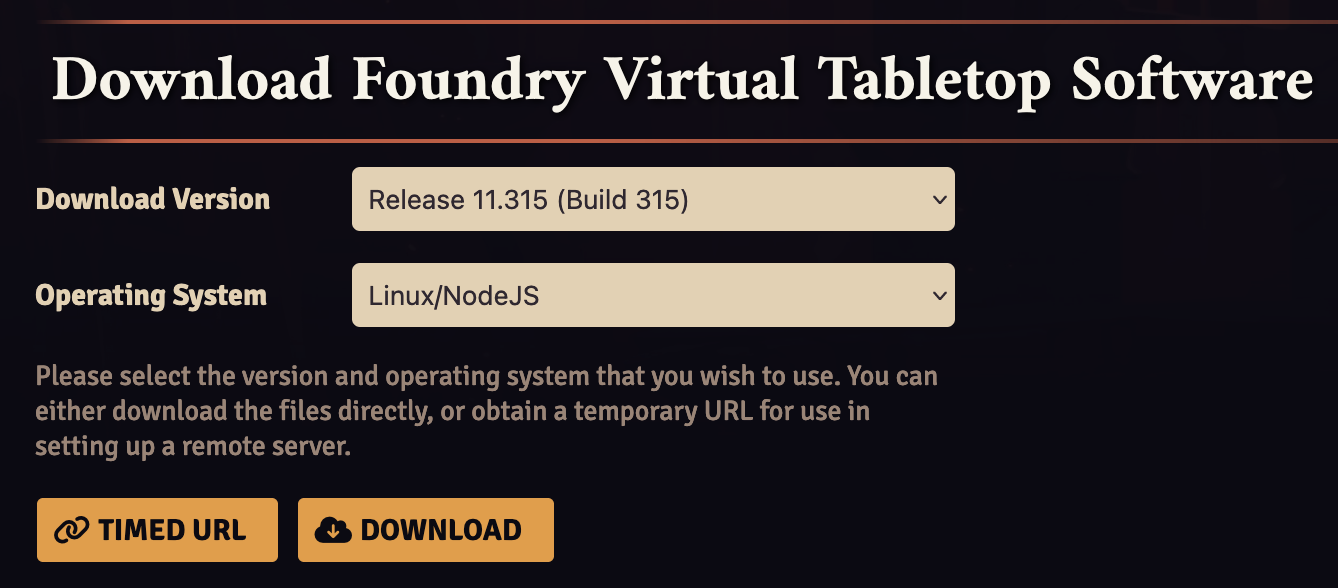 Download Foundry Virtual Tabletop Software
Download Version
Release 11.315 (Build 315)
Operating System
Linux/NodeJS
Please select the version and operating system that you wish to use. You can
either download the files directly, or obtain a temporary URL for use in
setting up a remote server.
TIMED URL
DOWNLOAD